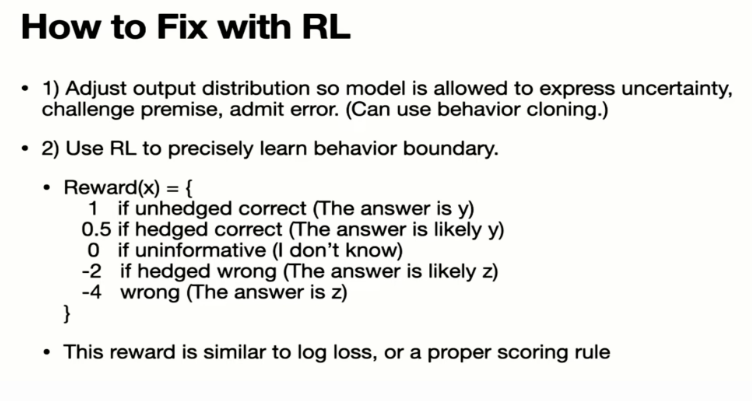 How to Fix with RL
• 1) Adjust output distribution so model is allowed to express uncertainty,
challenge premise, admit error. (Can use behavior cloning.)
• 2) Use RL to precisely learn behavior boundary.
• Reward(x) = {
1 if unhedged correct (The answer is y)
0.5 if hedged correct (The answer is likely y)
0 if uninformative (I don’t know)
-2 if hedged wrong (The answer is likely z)
-4 wrong (The answer is z)
}
• This reward is similar to log loss, or a proper scoring rule